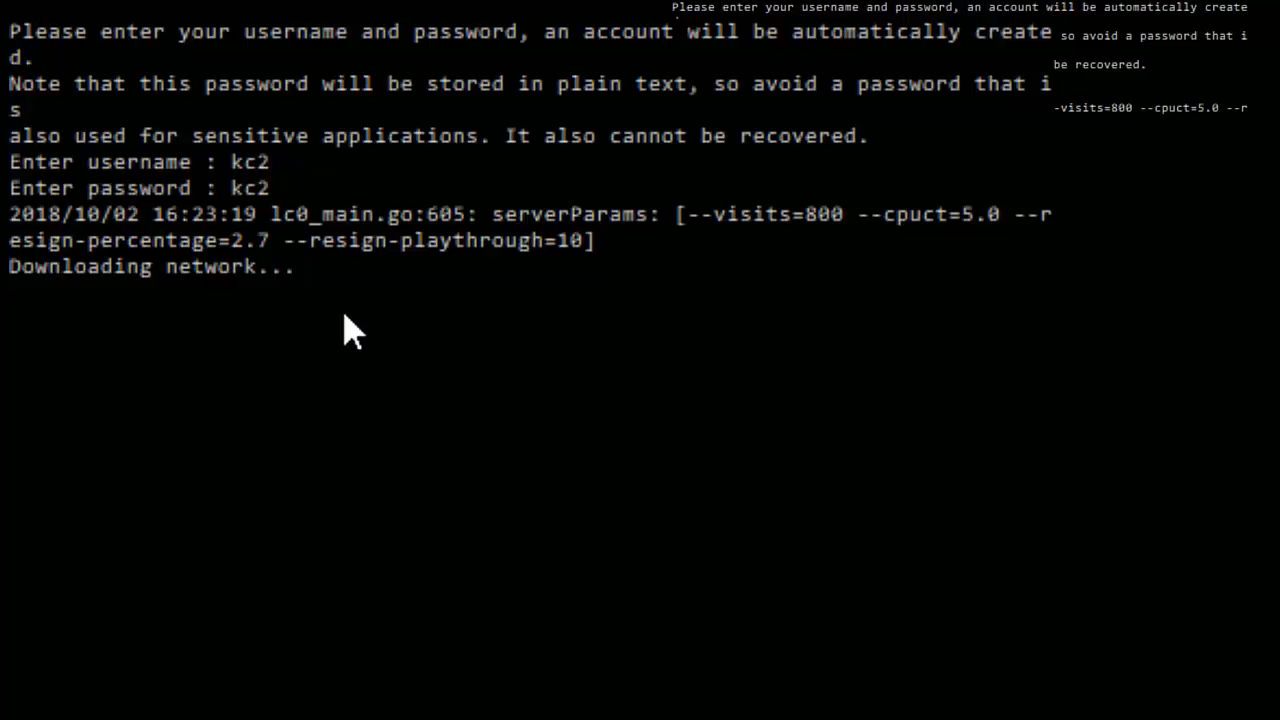 Please enter your username and password, an account will be automatically create
Please enter your username and password, an account will be automatically create
d.
so avoid a password that i
be recovered.
Note that this password will be stored in plain text, so avoid a password that i
s
-visits=800 --cpuct=5.0 --r
also used for sensitive applications. It also cannot be recovered.
Enter username : kc2
Enter password : kc2
2018/10/02 16:23:19 lc0_main.go:605: serverParams: [--visits=800 --cpuct=5.0 --r
esign-percentage=2.7 --resign-playthrough=10]
Downloading network...